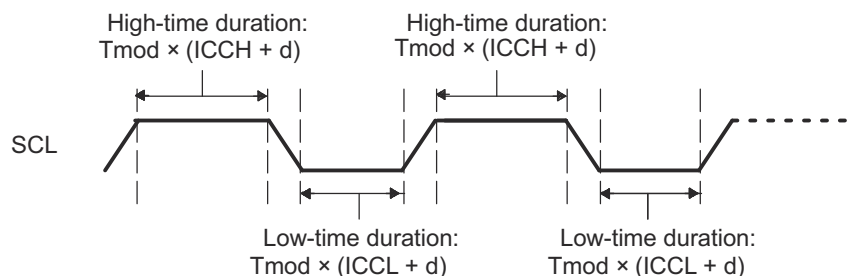 High-time duration:
Tmod × (ICCH + d)
High-time duration:
Tmod × (ICCH + d)
SCL
Low-time duration:
Tmod × (ICCL + d)
Low-time duration:
Tmod × (ICCL + d)